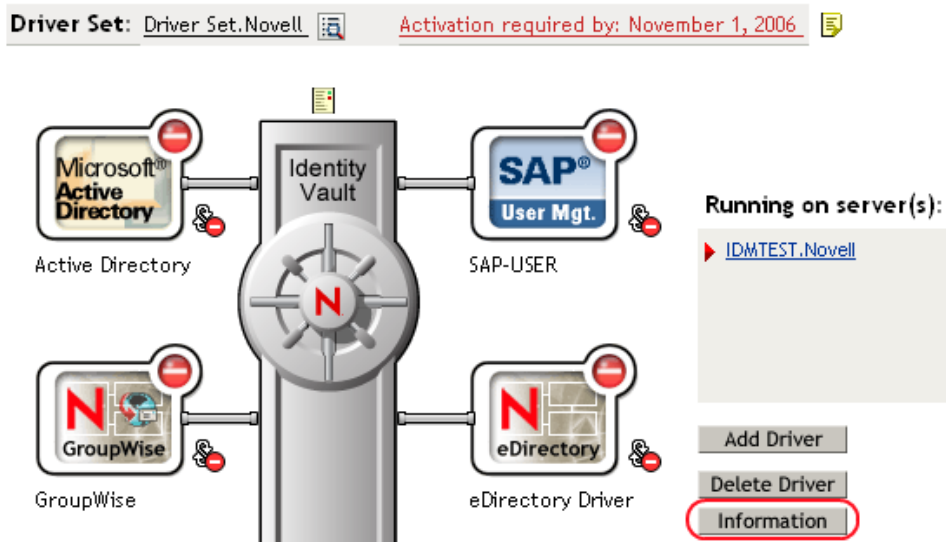 Driver Set: Driver Set.Novell Activation required by: November 1, 2006
Identity
Vault
Microsoft®
Active
Directory
Active Directory
SAP®
User Mgt.
SAP-USER
Running on server(s):
IDMTEST.Novell
N
N
GroupWise
GroupWise
N
eDirectory
eDirectory Driver
Add Driver
Delete Driver
Information